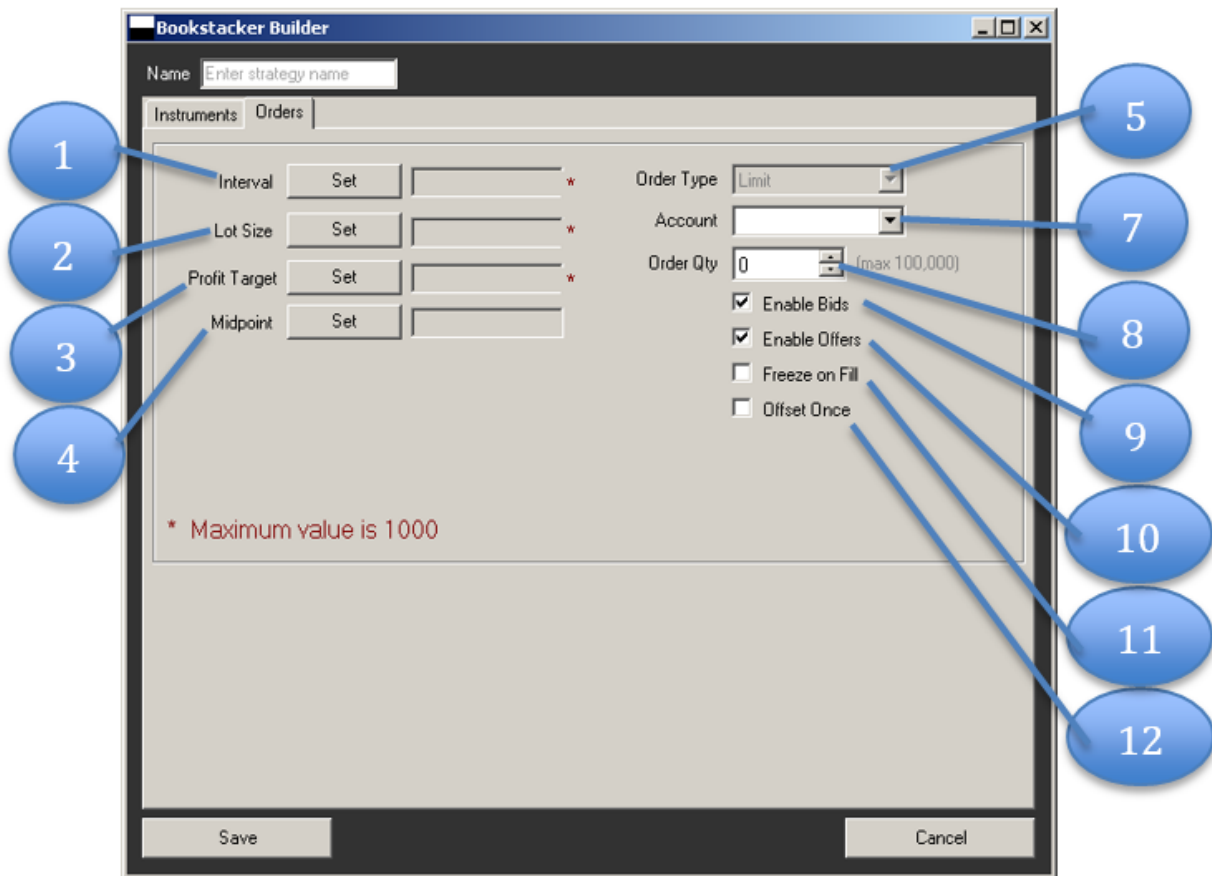 Bookstacker Builder
Name Enter strategy name
Instruments Orders
1
2
3
4
Interval Set *
Lot Size Set *
Profit Target Set *
Midpoint Set
Order Type Limit
Account
Order Qty 0 (max 100,000)
Enable Bids
Enable Offers
Freeze on Fill
Offset Once
5
7
8
9
10
11
12
* Maximum value is 1000
Save Cancel